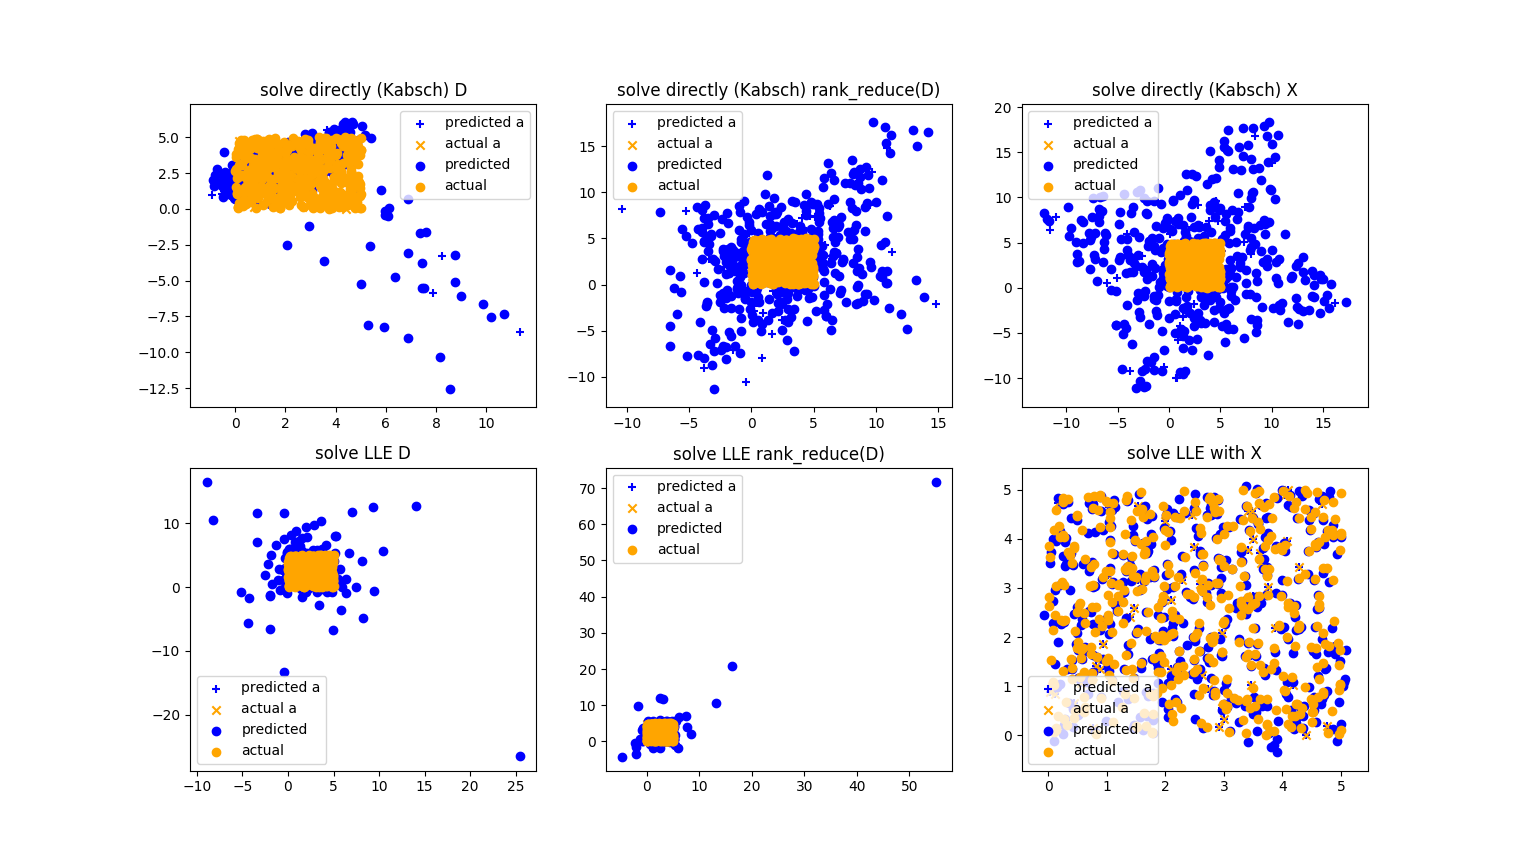 solve directly (Kabsch) D
predicted a
actual a
predicted
actual
5.0
2.5
0.0
−2.5
−5.0
−7.5
−10.0
−12.5
0 2 4 6 8 10
solve directly (Kabsch) rank_reduce(D)
predicted a
actual a
predicted
actual
15
10
5
0
−5
−10
−10 −5 0 5 10 15
solve directly (Kabsch) X
predicted a
actual a
predicted
actual
20
15
10
5
0
−5
−10
−10 −5 0 5 10 15
solve LLE D
10
0
−10
−20
predicted a
actual a
predicted
actual
−10 −5 0 5 10 15 20 25
solve LLE rank_reduce(D)
predicted a
actual a
predicted
actual
70
60
50
40
30
20
10
0
0 10 20 30 40 50
solve LLE with X
5
4
3
2
1
0
predicted a
actual a
predicted
actual
0 1 2 3 4 5